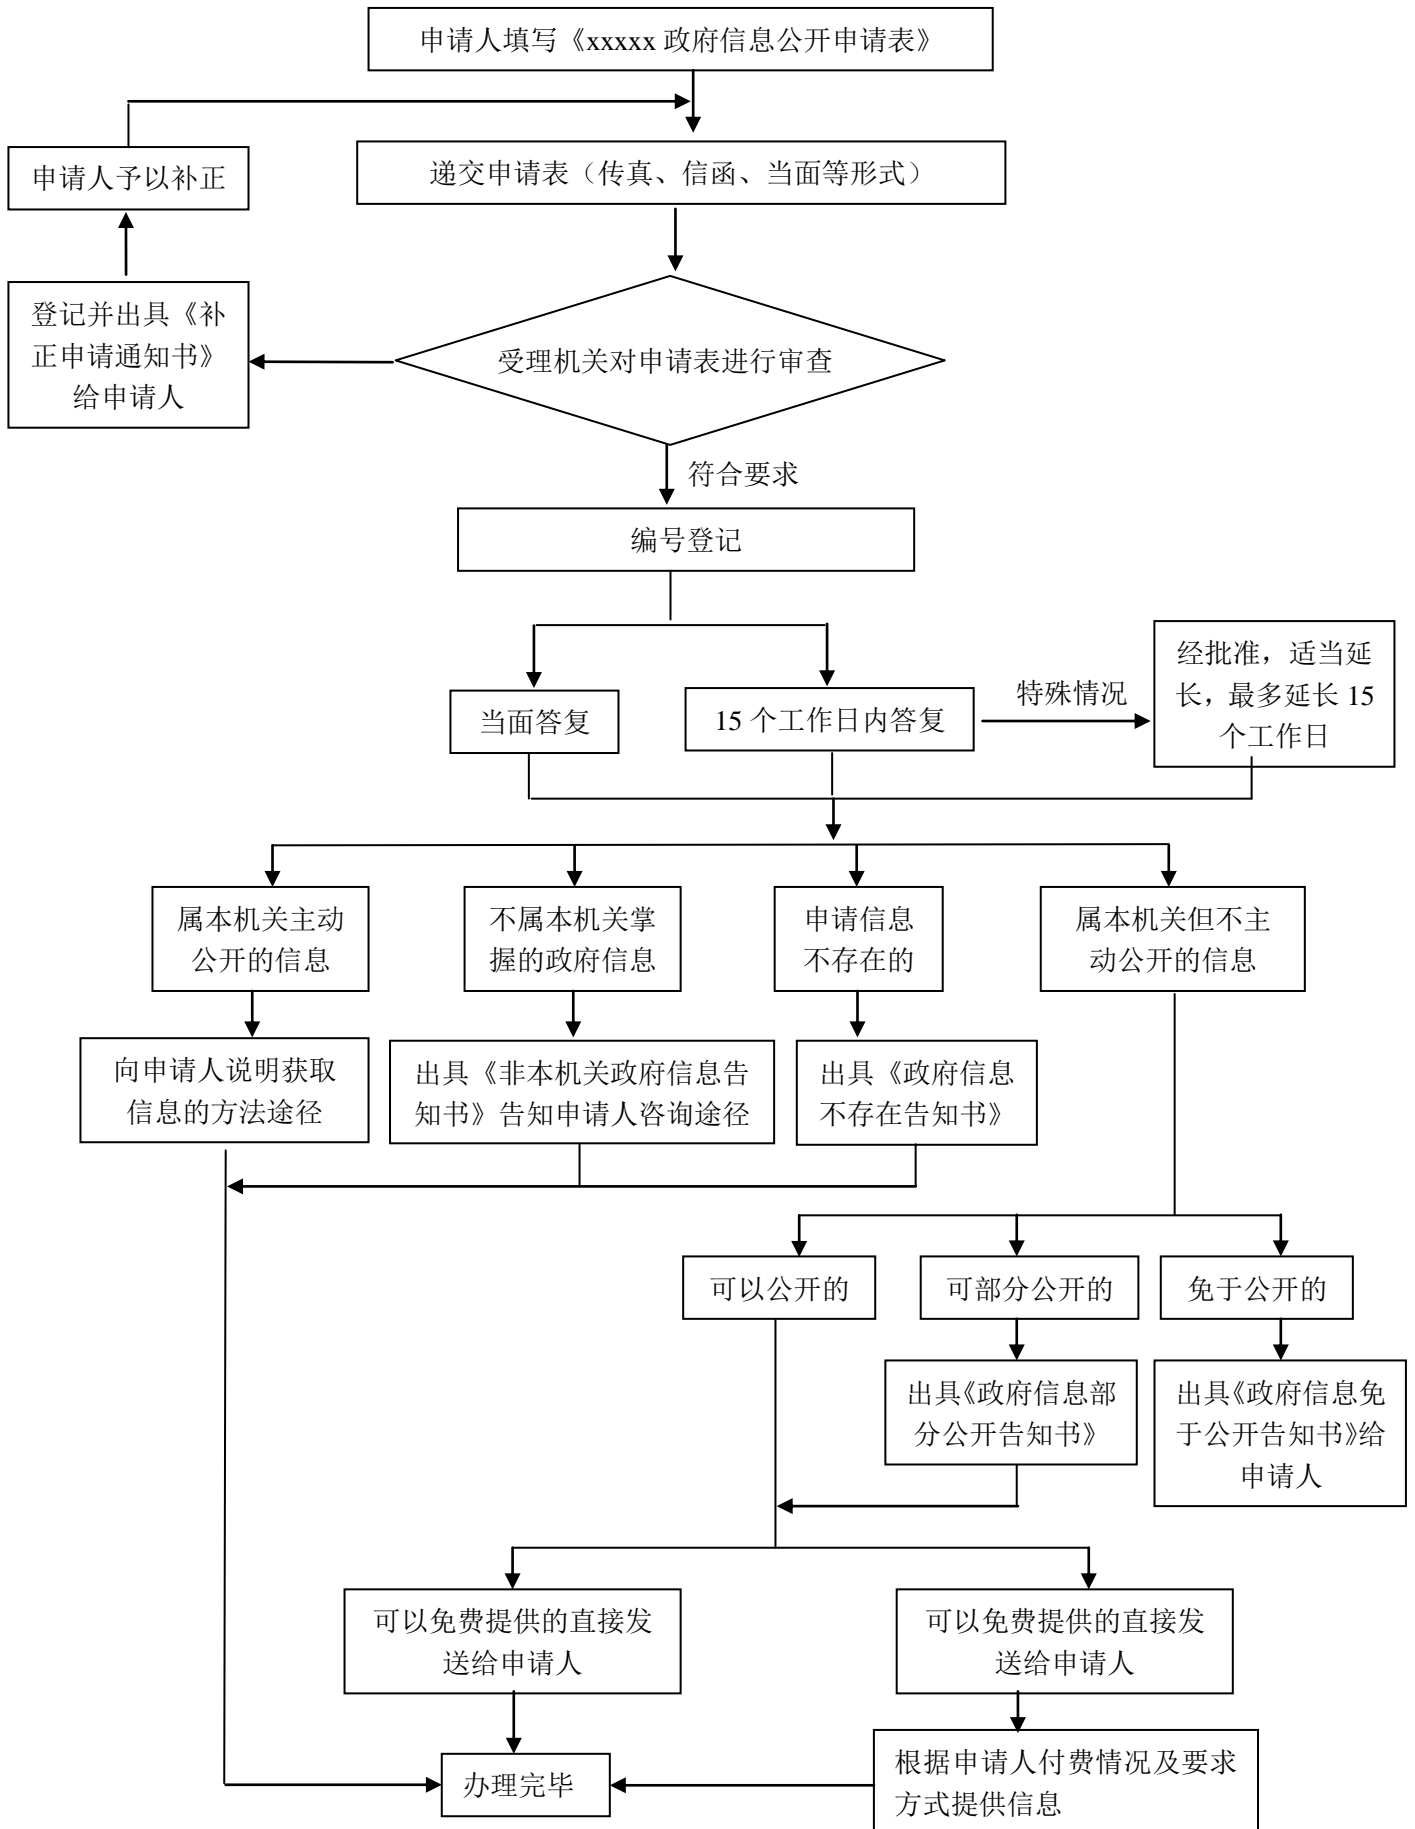 申请人填写《xxxxx 政府信息公开申请表》
递交申请表（传真、信函、当面等形式）
申请人予以补正
登记并出具《补
正申请通知书》
给申请人
受理机关对申请表进行审查
符合要求
编号登记
当面答复
15 个工作日内答复
特殊情况
经批准，适当延
长，最多延长 15
个工作日
属本机关主动
公开的信息
不属本机关掌
握的政府信息
申请信息
不存在的
属本机关但不主
动公开的信息
向申请人说明获取
信息的方法途径
出具《非本机关政府信息告
知书》告知申请人咨询途径
出具《政府信息
不存在告知书》
可以公开的
可部分公开的
免于公开的
出具《政府信息部
分公开告知书》
出具《政府信息免
于公开告知书》给
申请人
可以免费提供的直接发
送给申请人
可以免费提供的直接发
送给申请人
办理完毕
根据申请人付费情况及要求
方式提供信息